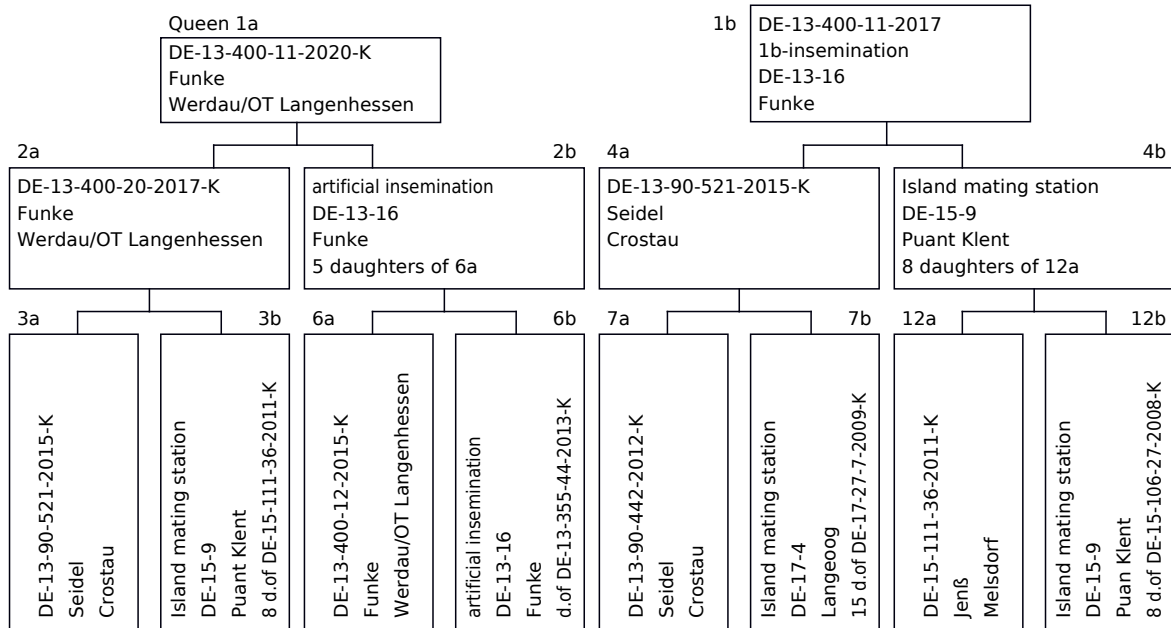 Queen 1a
DE-13-400-11-2020-K
Funke
Werdau/OT Langenhessen
1b
DE-13-400-11-2017
1b-insemination
DE-13-16
Funke
2a
DE-13-400-20-2017-K
Funke
Werdau/OT Langenhessen
2b
artificial insemination
DE-13-16
Funke
5 daughters of 6a
4a
DE-13-90-521-2015-K
Seidel
Crostau
4b
Island mating station
DE-15-9
Puant Klent
8 daughters of 12a
3a
DE-13-90-521-2015-K
Seidel
Crostau
3b
Island mating station
DE-15-9
Puant Klent
8 d.of DE-15-111-36-2011-K
6a
DE-13-400-12-2015-K
Funke
Werdau/OT Langenhessen
6b
artificial insemination
DE-13-16
Funke
d.of DE-13-355-44-2013-K
7a
DE-13-90-442-2012-K
Seidel
Crostau
7b
Island mating station
DE-17-4
Langeoog
15 d.of DE-17-27-7-2009-K
12a
DE-15-111-36-2011-K
Jenß
Melsdorf
12b
Island mating station
DE-15-9
Puan Klent
8 d.of DE-15-106-27-2008-K